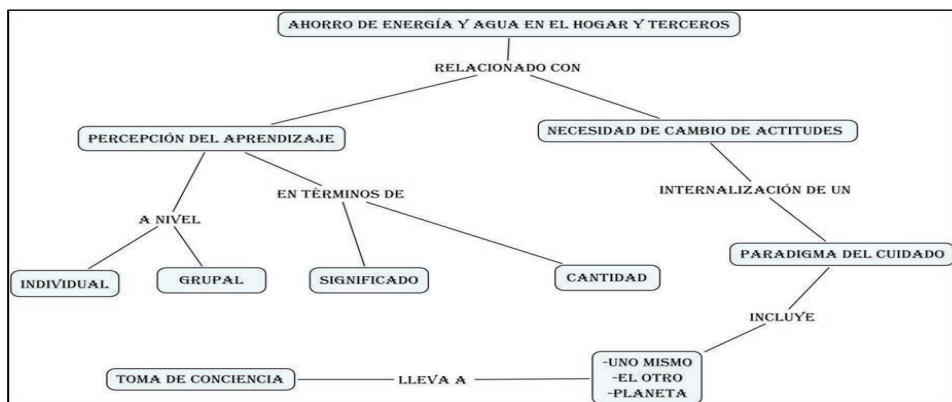 AHORRO DE ENERGÍA Y AGUA EN EL HOGAR Y TERCEROS
RELACIONADO CON
PERCEPCIÓN DEL APRENDIZAJE
NECESIDAD DE CAMBIO DE ACTITUDES
EN TÉRMINOS DE
INTERNALIZACIÓN DE UN
A NIVEL
PARADIGMA DEL CUIDADO
INDIVIDUAL
GRUPAL
SIGNIFICADO
CANTIDAD
INCLUYE
-UNO MISMO
-EL OTRO
-PLANETA
TOMA DE CONCIENCIA
LLEVA A